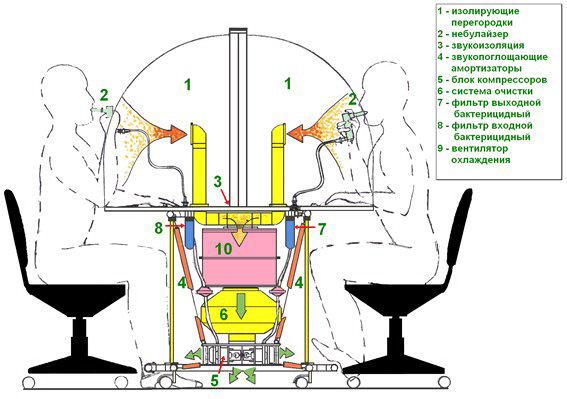 1 - изолирующие
перегородки
2 - небулайзер
3 - звукоизоляция
4 - звукопоглощающие
амортизаторы
5 - блок компрессоров
6 - система очистки
7 - фильтр выходной
бактерицидный
8 - фильтр входной
бактерицидный
9 - вентилятор
охлаждения
1
1
2
2
3
8
7
10
4
4
6
5